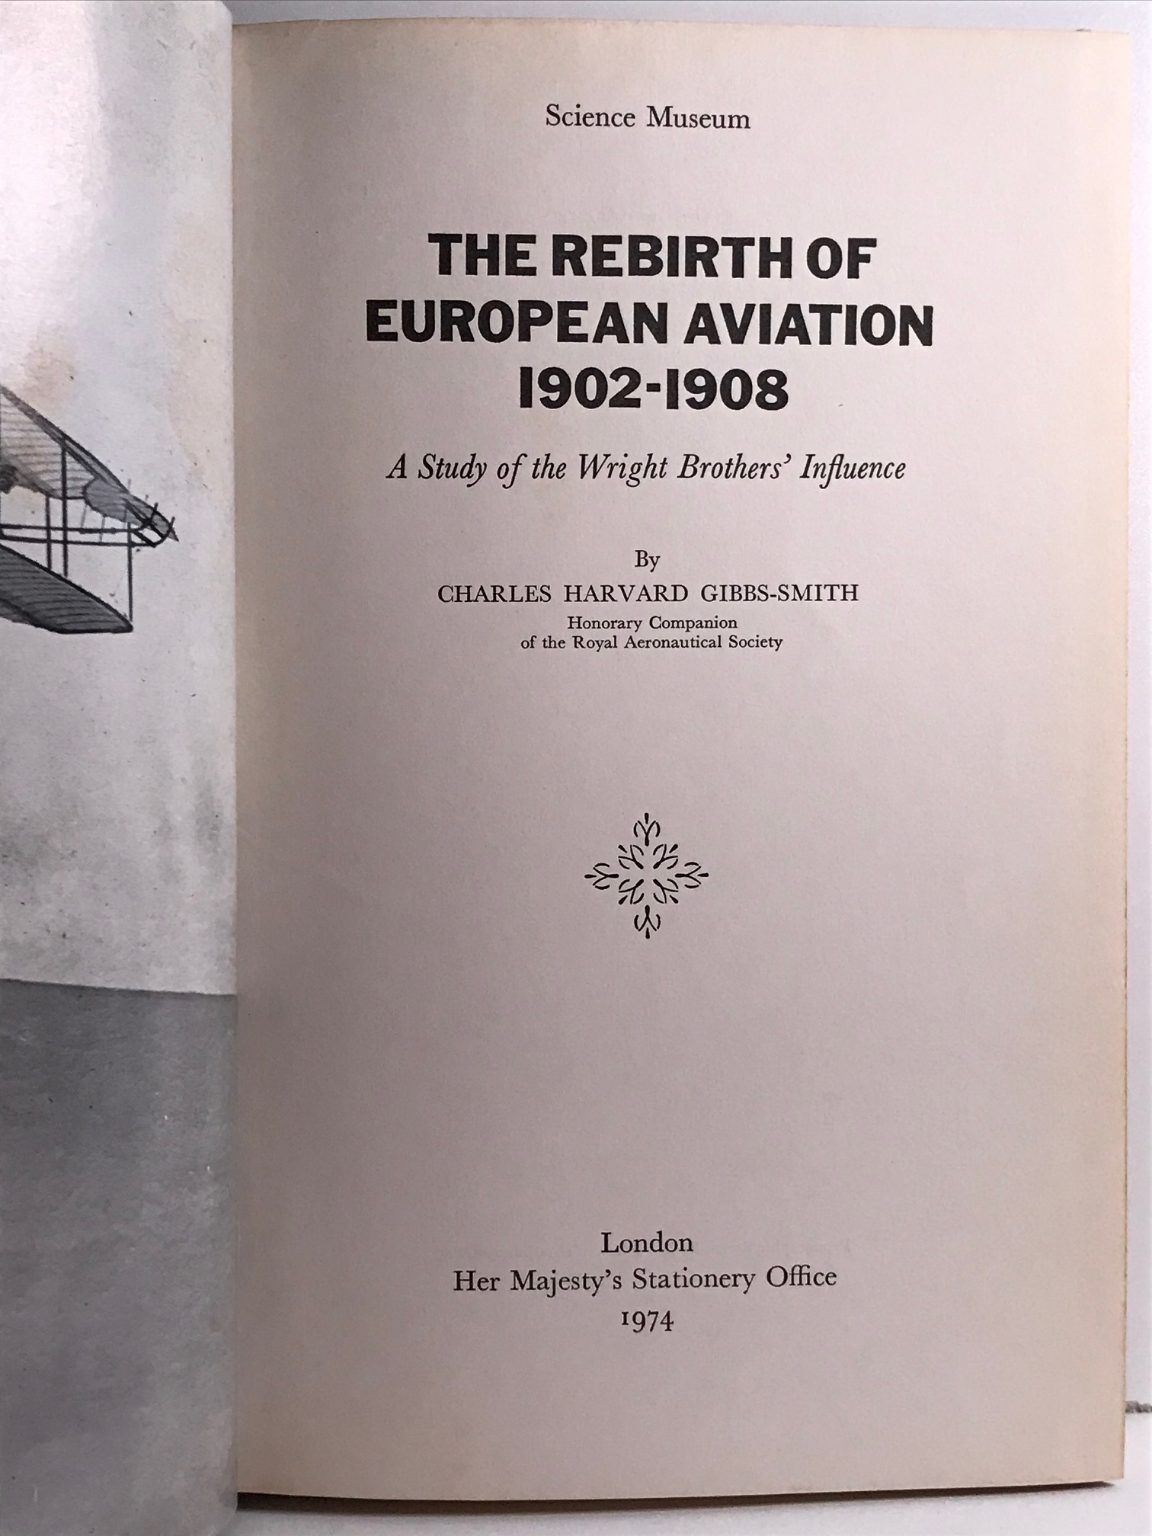 Science Museum
THE REBIRTH OF
EUROPEAN AVIATION
1902-1908
A Study of the Wright Brothers’ Influence
By
CHARLES HARVARD GIBBS-SMITH
Honorary Companion
of the Royal Aeronautical Society
London
Her Majesty’s Stationery Office
1974